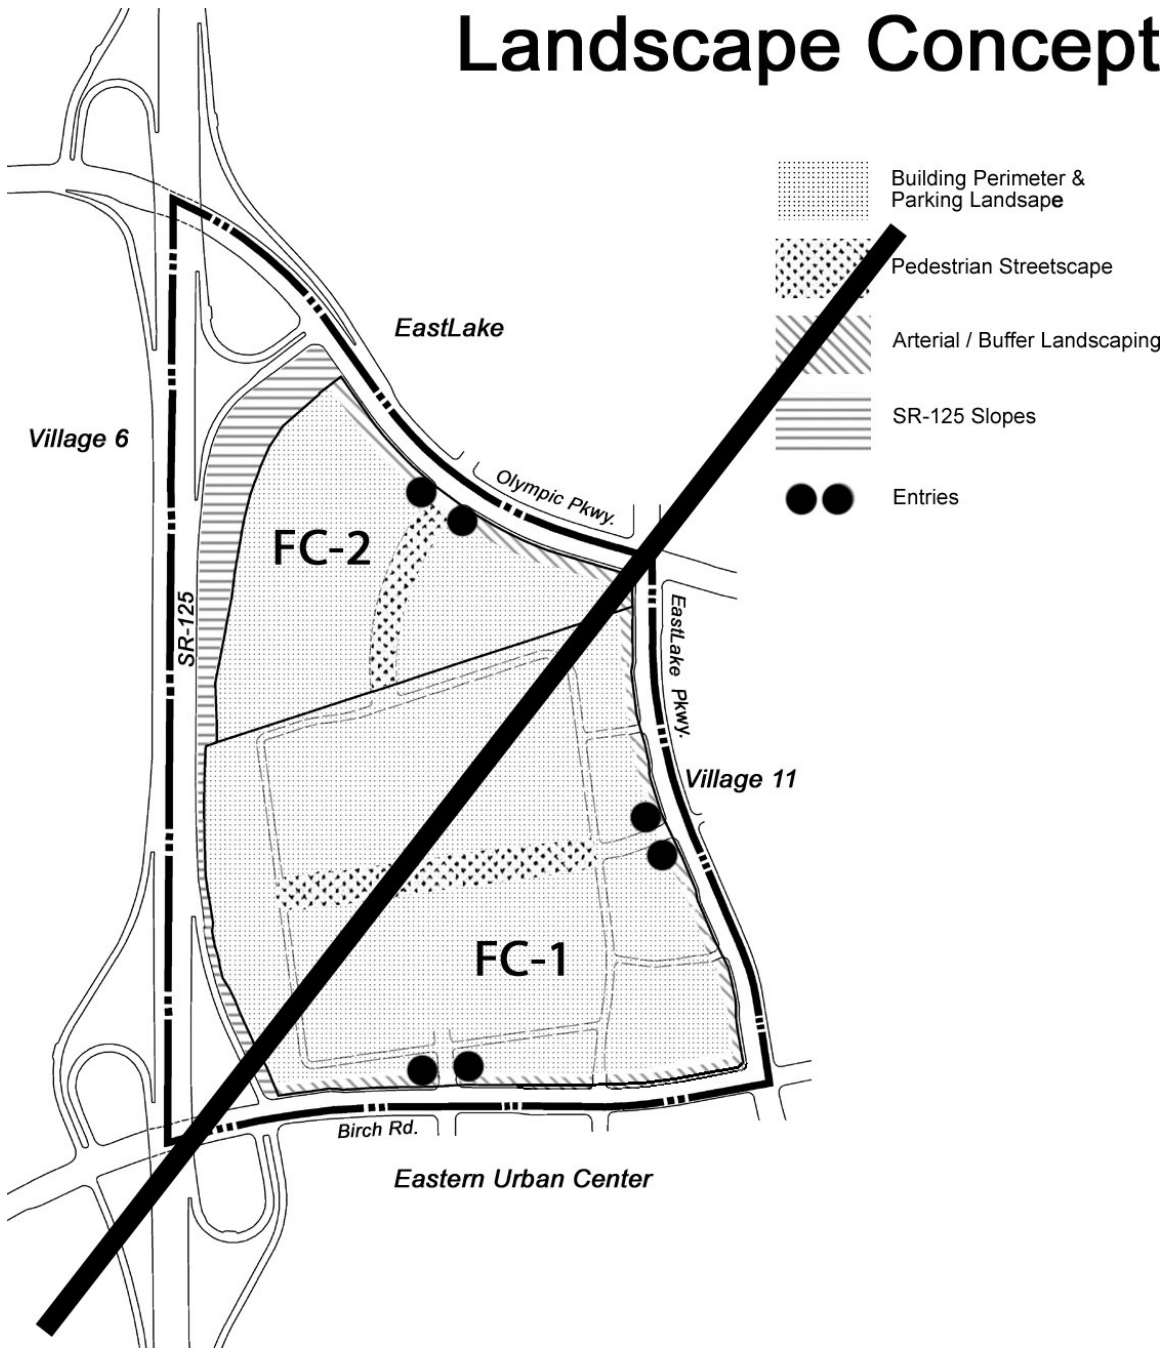 Landscape Concept
Building Perimeter &
Parking Landsape
Pedestrian Streetscape
EastLake
Arterial / Buffer Landscaping
SR-125 Slopes
Village 6
Olympic Pkwy.
Entries
FC-2
SR-125
EastLake Pkwy.
Village 11
FC-1
Birch Rd.
Eastern Urban Center